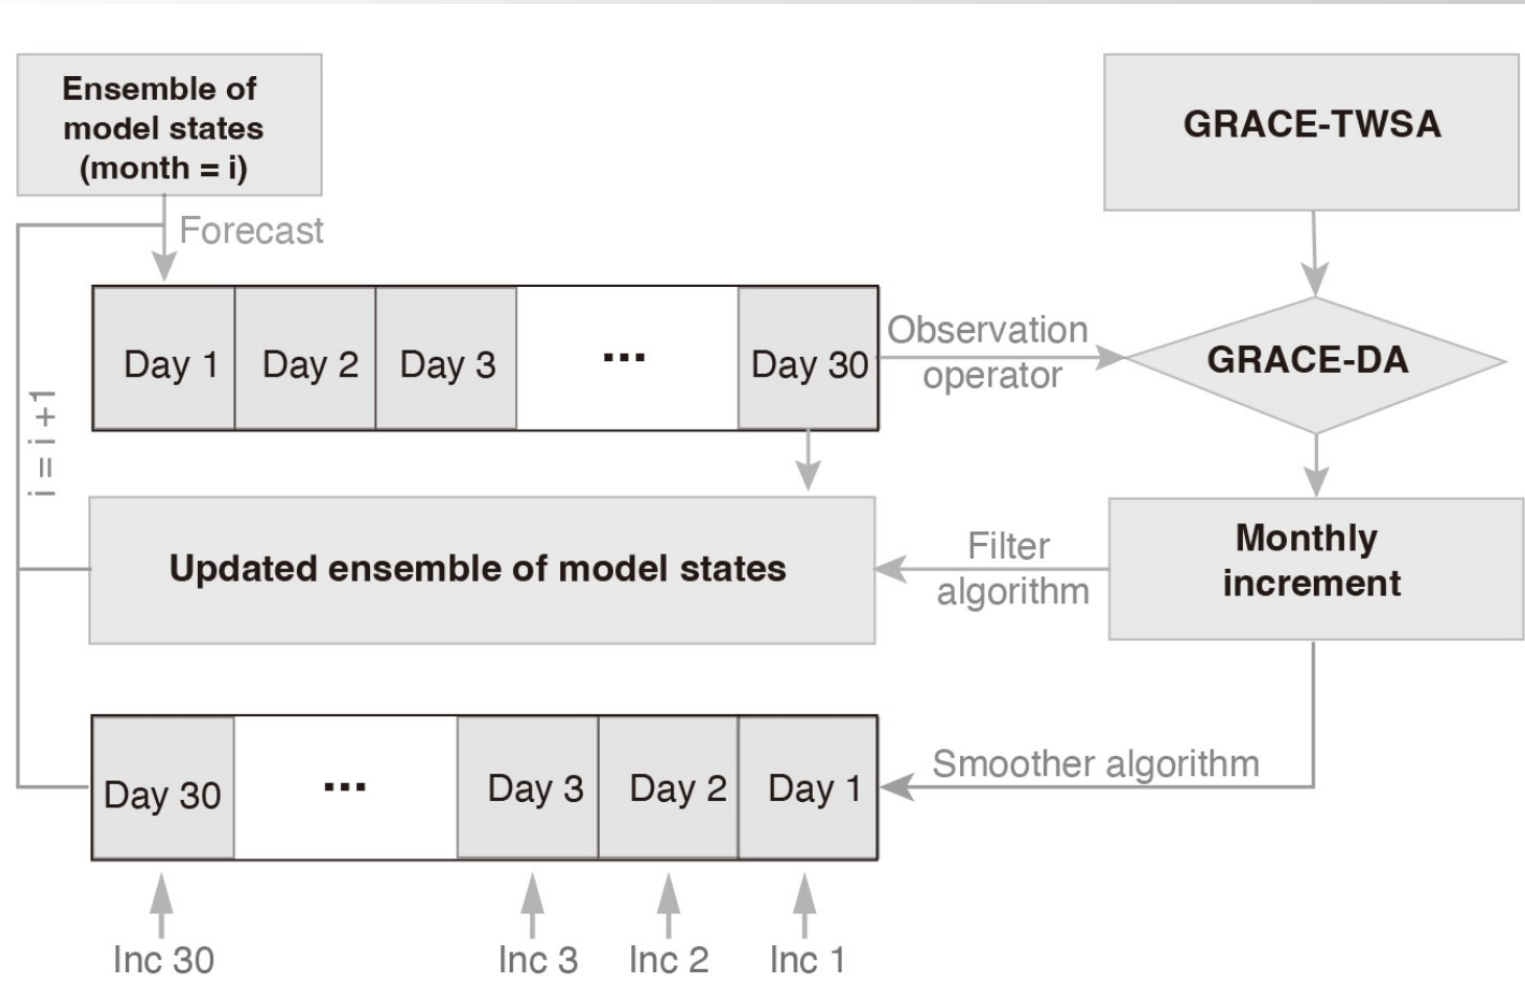 Ensemble of
model states
(month = i)
GRACE-TWSA
Forecast
Day 1
Day 2
Day 3
...
Day 30
Observation
operator
GRACE-DA
i = i +1
Updated ensemble of model states
Filter
algorithm
Monthly
increment
Day 30
...
Day 3
Day 2
Day 1
Smoother algorithm
Inc 30
Inc 3
Inc 2
Inc 1